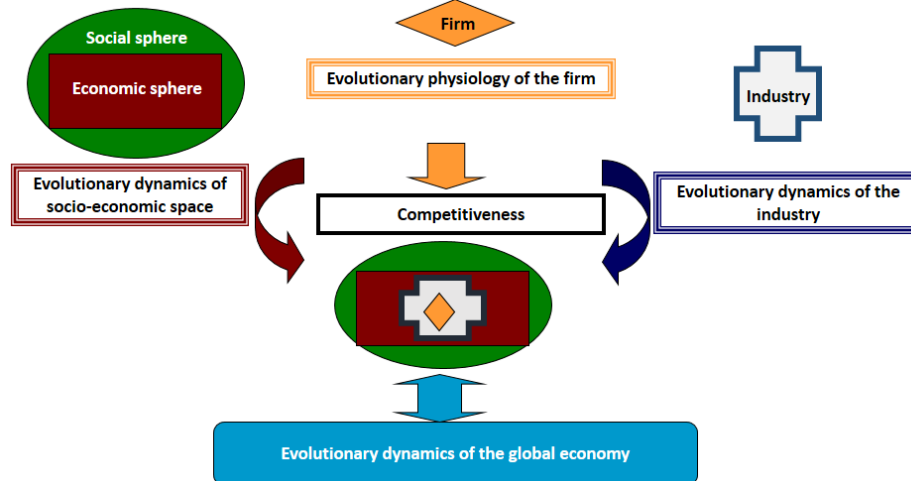 Firm
Social sphere
Evolutionary physiology of the firm
Economic sphere
Industry
Evolutionary dynamics of
socio-economic space
Competitiveness
Evolutionary dynamics of the
industry
Evolutionary dynamics of the global economy